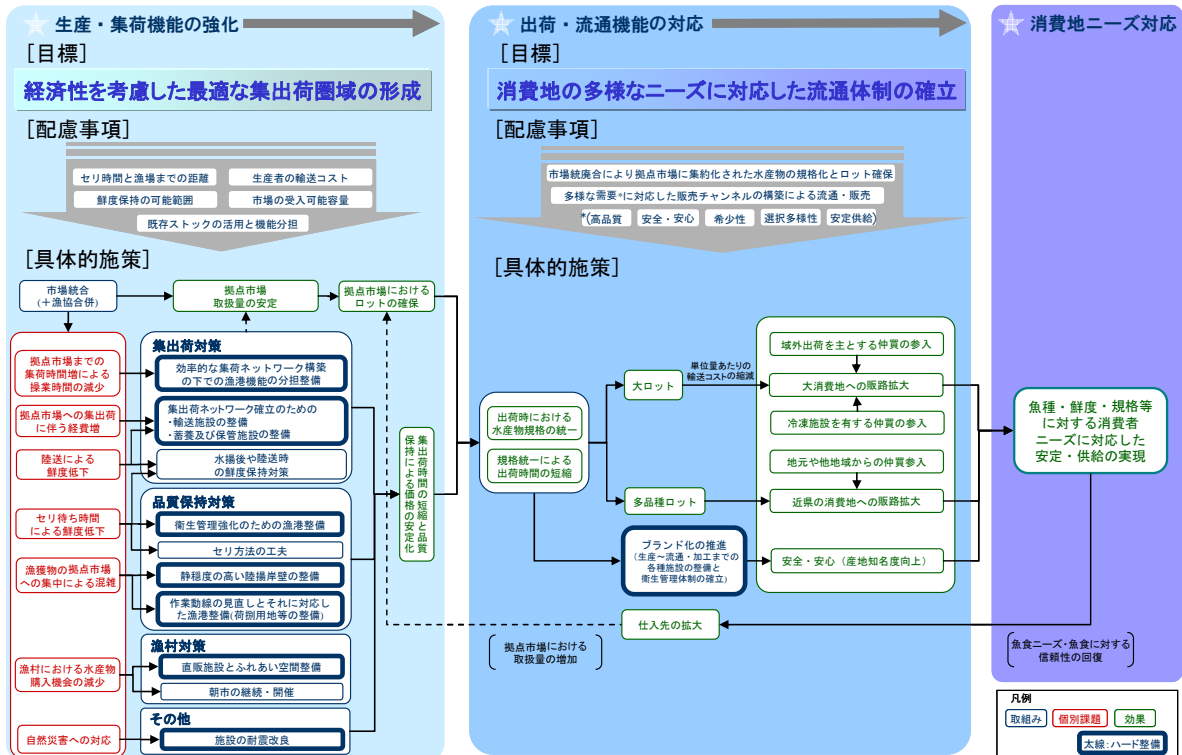 生産・集荷機能の強化
[目標]
経済性を考慮した最適な集出荷圏域の形成
[配慮事項]
セリ時間と漁場までの距離
生産者の輸送コスト
鮮度保持の可能範囲
市場の受入可能容量
既存ストックの活用と機能分担
[具体的施策]
市場統合
(+漁協合併)
拠点市場
取扱量の安定
拠点市場における
ロットの確保
拠点市場までの
集荷時間増による
操業時間の減少
拠点市場への集出荷
に伴う経費増
陸送による
鮮度低下
セリ待ち時間
による鮮度低下
漁獲物の拠点市場
への集中による混雑
漁村における水産物
購入機会の減少
自然災害への対応
集出荷対策
効率的な集荷ネットワーク構築
の下での漁港機能の分担整備
集出荷ネットワーク確立のための
・輸送施設の整備
・蓄養及び保管施設の整備
水揚後や陸送時
の鮮度保持対策
品質保持対策
衛生管理強化のための漁港整備
セリ方法の工夫
静穏度の高い陸揚岸壁の整備
作業動線の見直しとそれに対応
した漁港整備(荷捌用地等の整備)
漁村対策
直販施設とふれあい空間整備
朝市の継続・開催
その他
施設の耐震改良
集出荷時間の短縮と品質
保持による価格の安定化
出荷・流通機能の対応
[目標]
消費地の多様なニーズに対応した流通体制の確立
[配慮事項]
市場統廃合により拠点市場に集約化された水産物の規格化とロット確保
多様な需要*に対応した販売チャンネルの構築による流通・販売
*(高品質
安全・安心
希少性
選択多様性
安定供給)
[具体的施策]
出荷時における
水産物規格の統一
規格統一による
出荷時間の短縮
大ロット
単位量あたりの
輸送コストの縮減
多品種ロット
ブランド化の推進
(生産～流通・加工までの
各種施設の整備と
衛生管理体制の確立)
域外出荷を主とする仲買の参入
大消費地への販路拡大
冷凍施設を有する仲買の参入
地元や他地域からの仲買参入
近県の消費地への販路拡大
安全・安心(産地知名度向上)
仕入先の拡大
拠点市場における
取扱量の増加
消費地ニーズ対応
魚種・鮮度・規格等
に対する消費者
ニーズに対応した
安定・供給の実現
魚食ニーズ・魚食に対する
信頼性の回復
凡例
取組み
個別課題
効果
太線:ハード整備